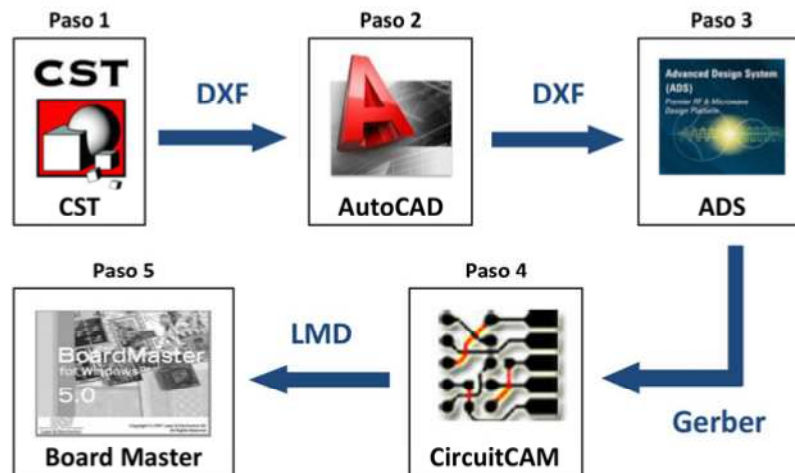 Paso 1
CST
CST
DXF
Paso 2
AutoCAD
DXF
Paso 3
Advanced Design System
(ADS)
Premier RF & Microwave
Design Platform
ADS
Gerber
Paso 4
CircuitCAM
LMD
Paso 5
BoardMaster
for Windows
5.0
Board Master